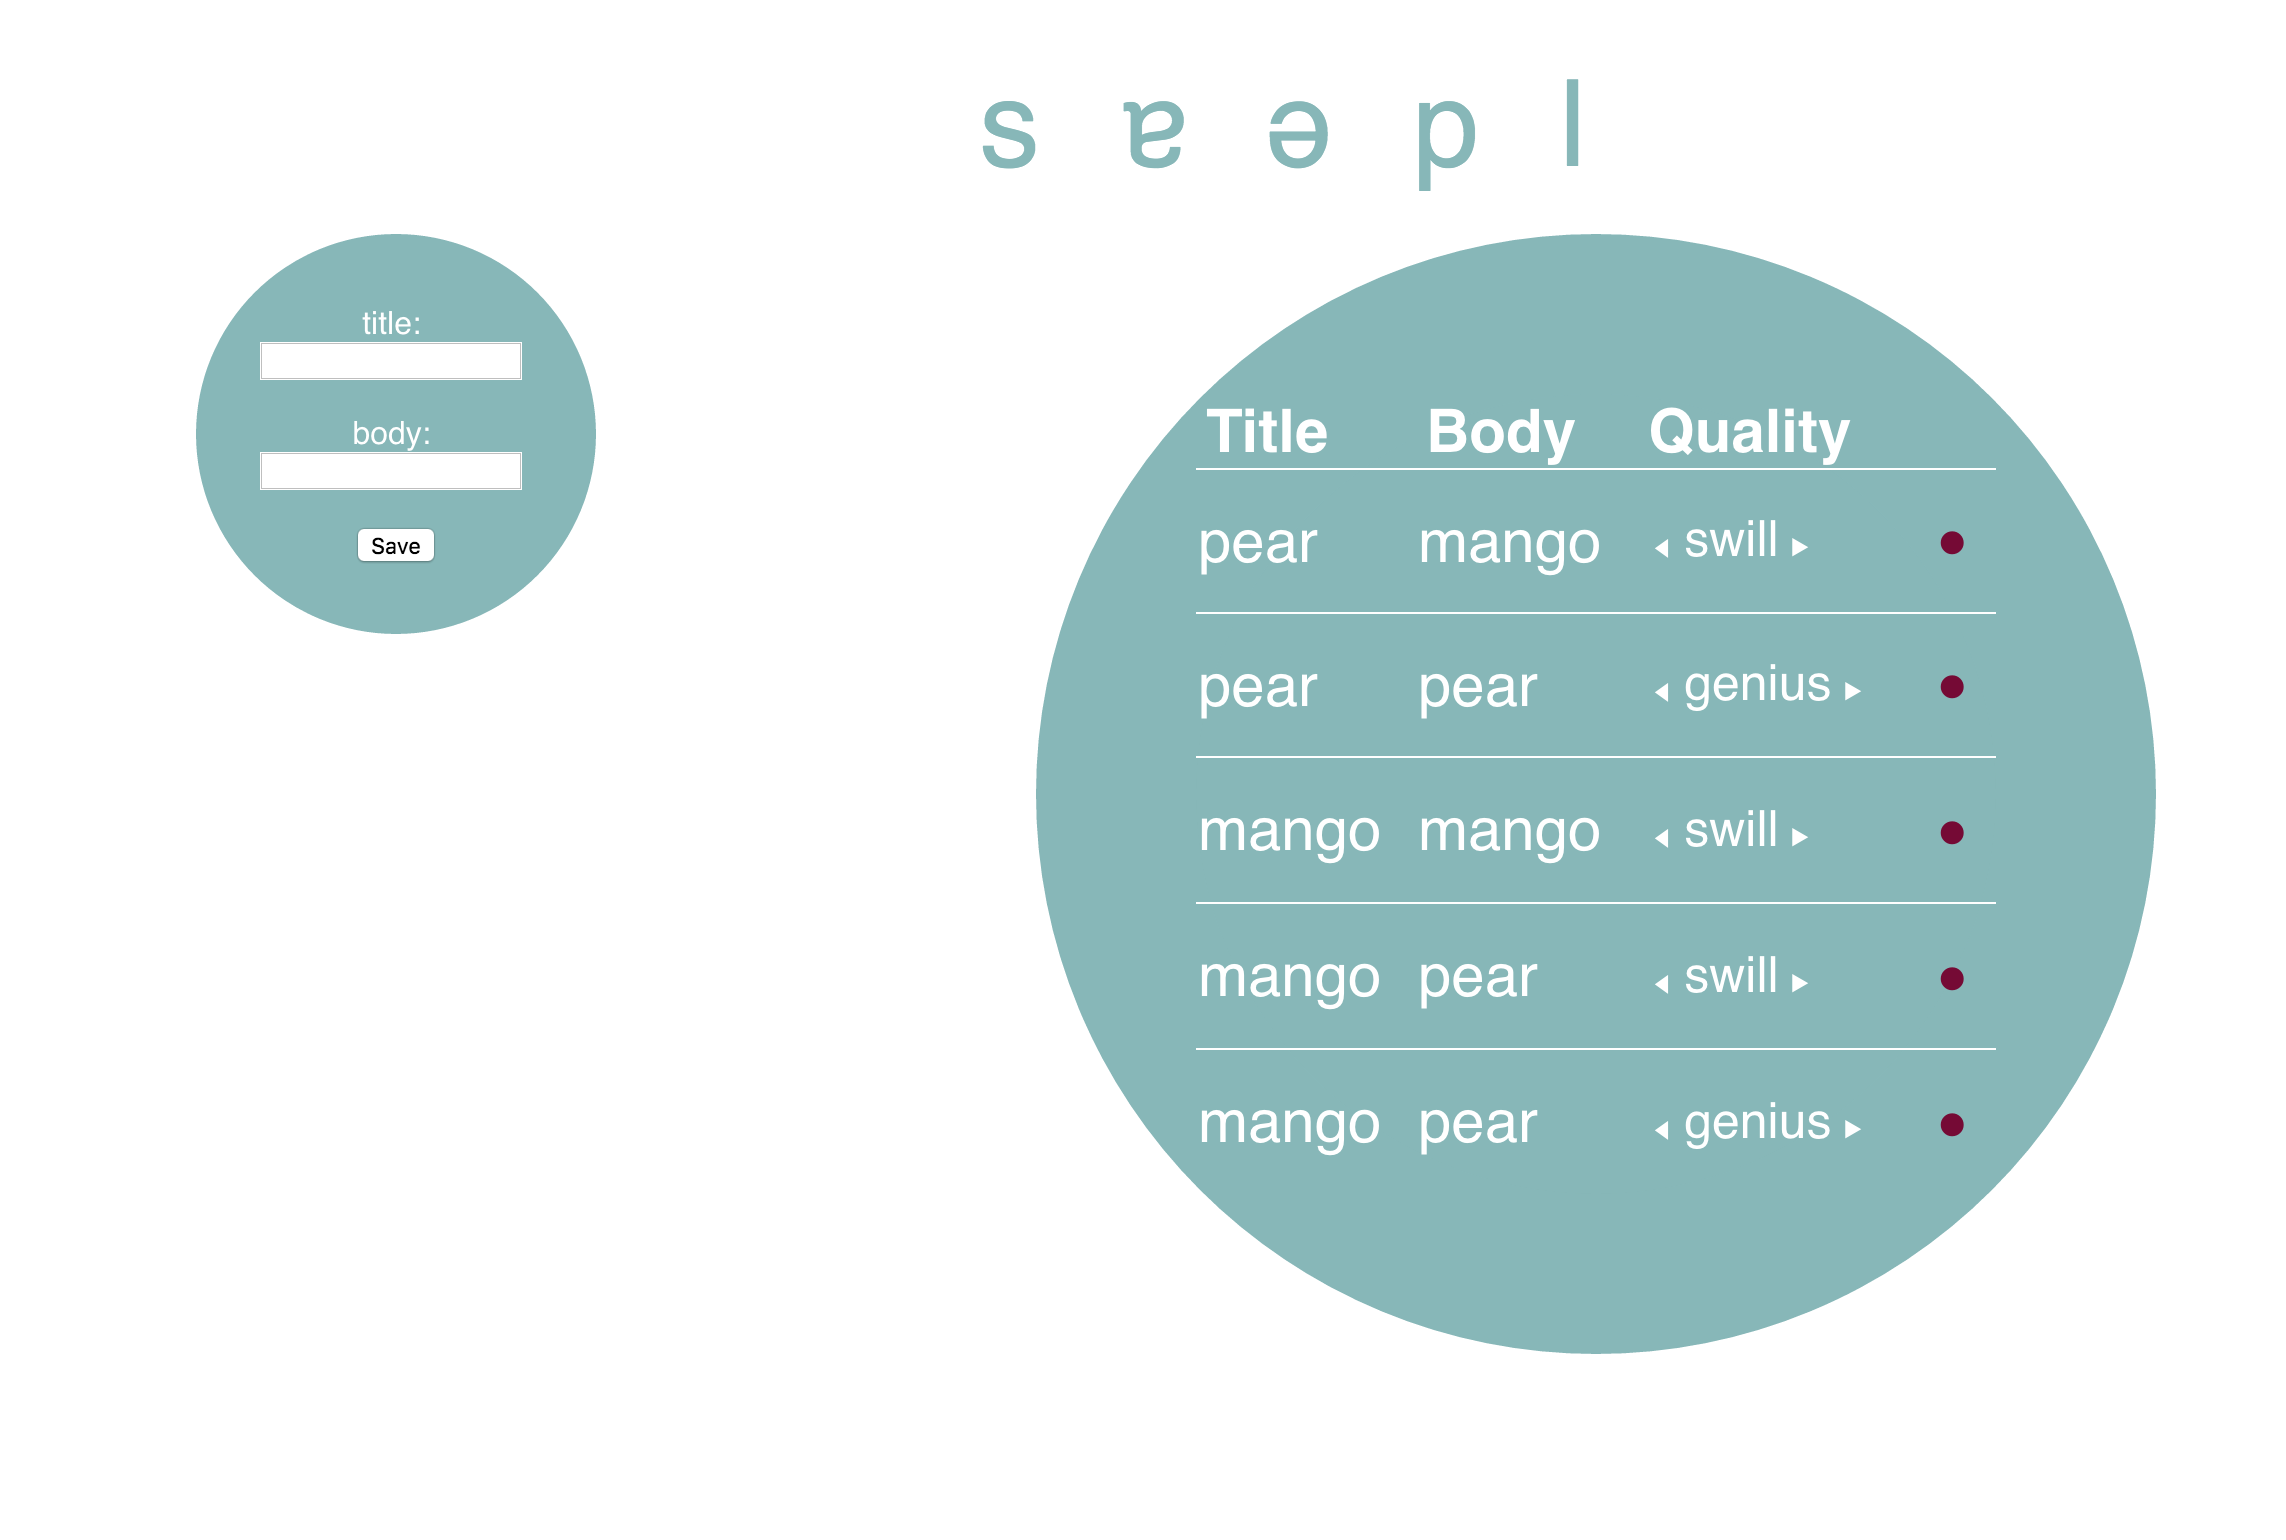 s ɐ ə p l
title:
body:
Save
Title Body Quality
pear mango ◂ swill ▸
pear pear ◂ genius ▸
mango mango ◂ swill ▸
mango pear ◂ swill ▸
mango pear ◂ genius ▸